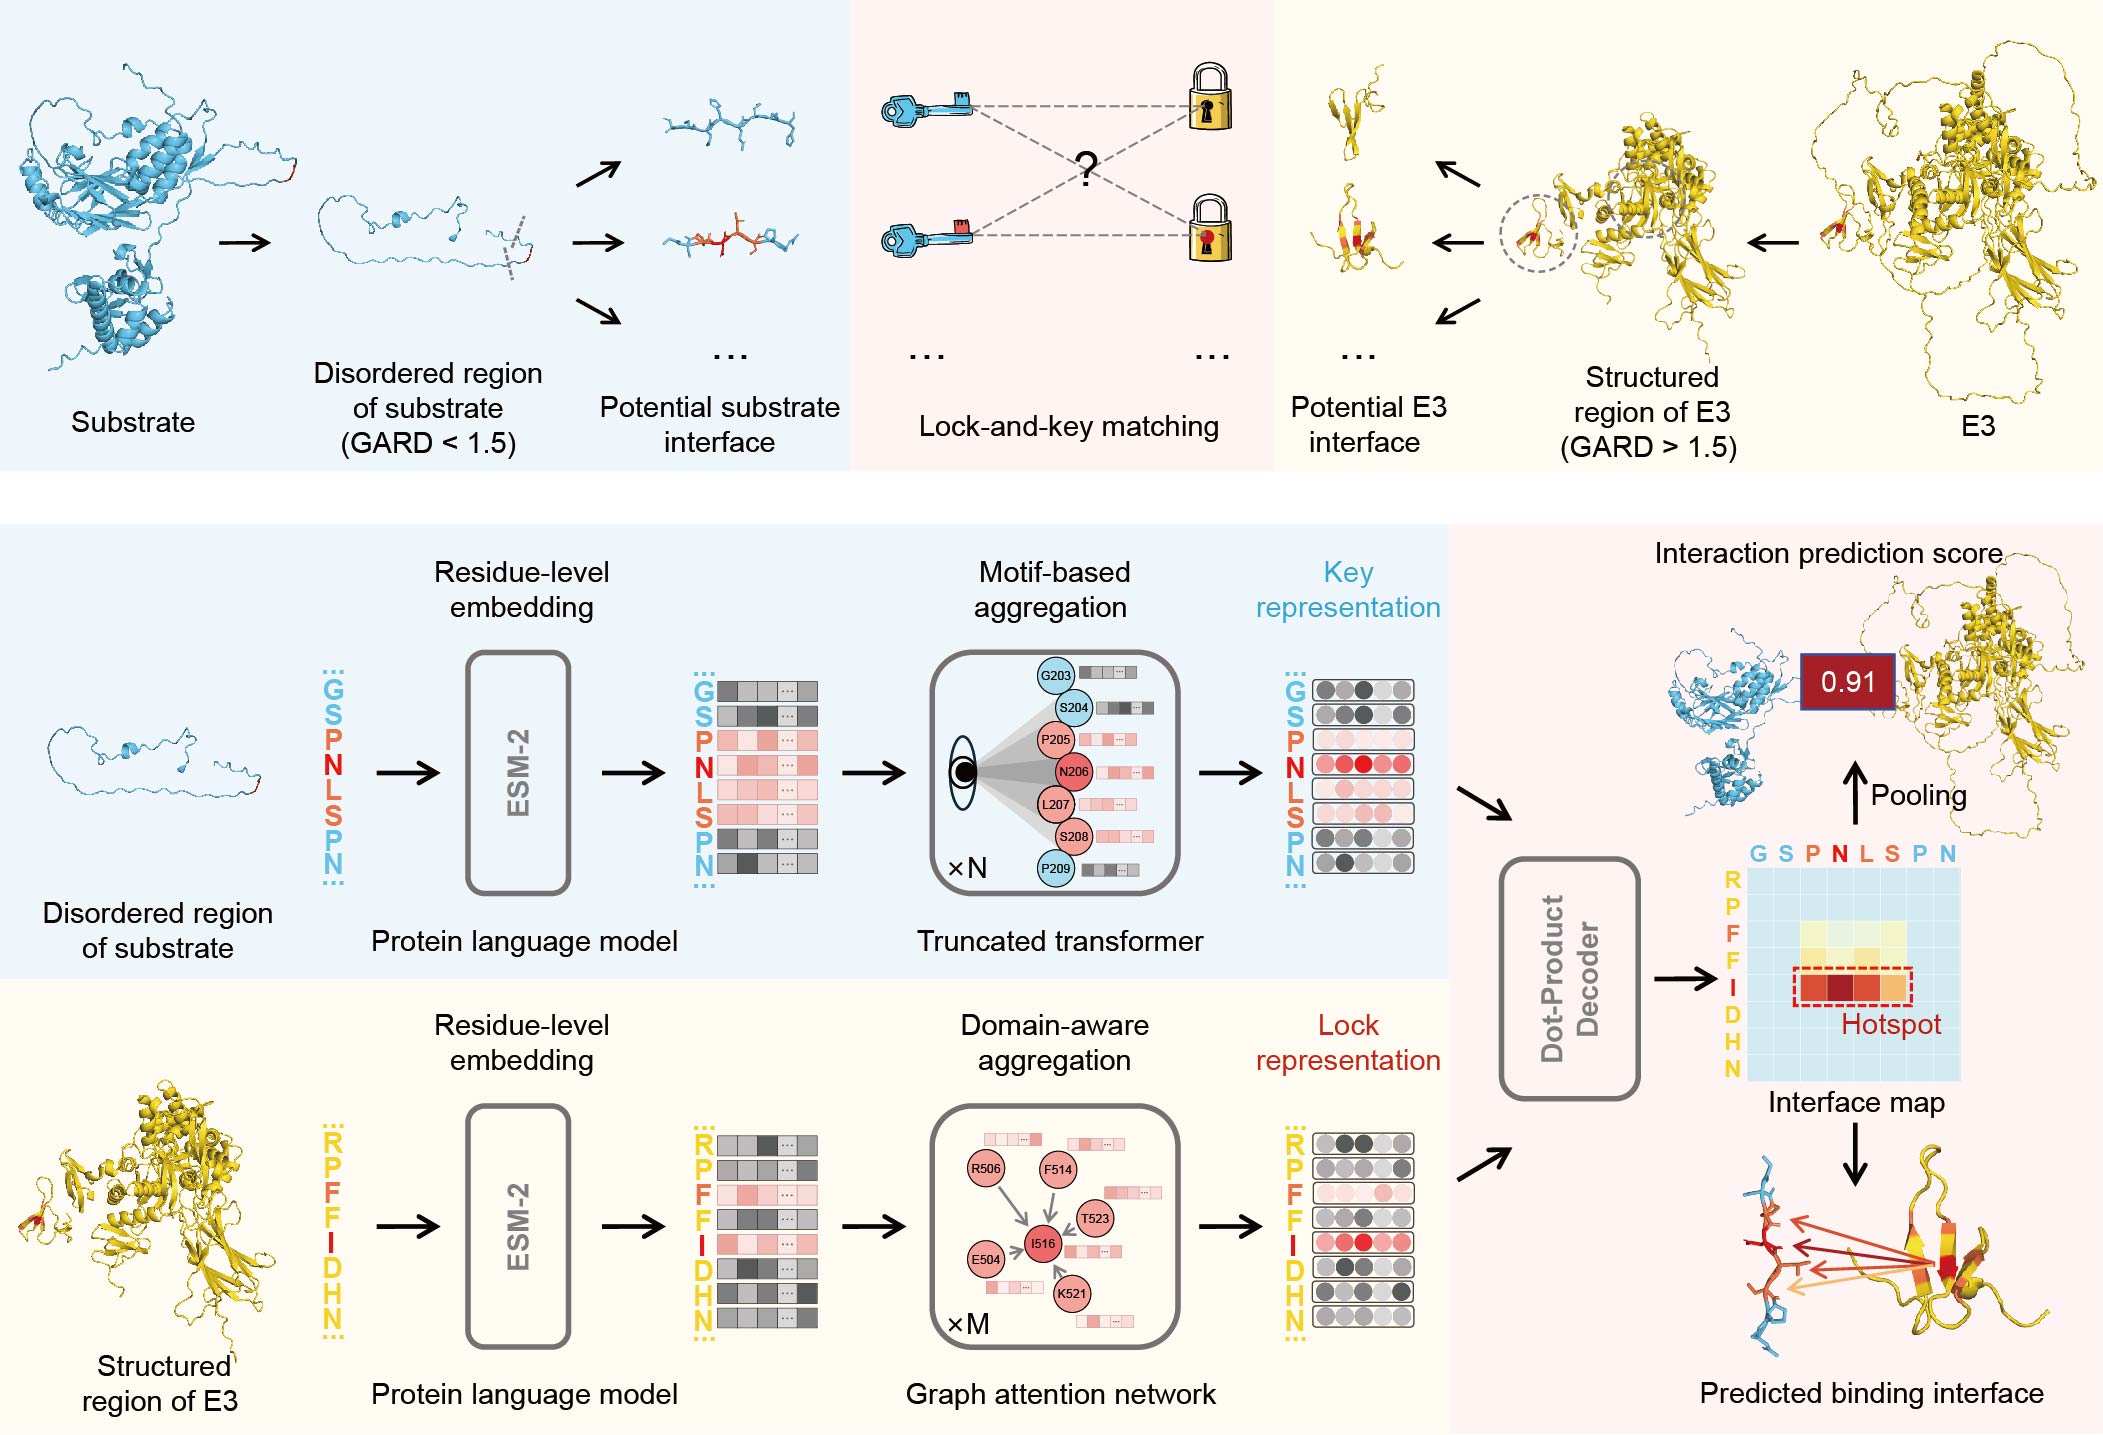 Substrate
Disordered region
of substrate
(GARD < 1.5)
...
Potential substrate
interface
?
... ...
Lock-and-key matching
...
Potential E3
interface
Structured
region of E3
(GARD > 1.5)
E3
Disordered region
of substrate
Residue-level
embedding
...
G
S
P
N
L
S
P
N
...
ESM-2
Protein language model
...
G ...
S ...
P ...
N ...
L ...
S ...
P ...
N ...
...
Motif-based
aggregation
G203 ...
S204 ...
P205 ...
N206 ...
L207 ...
S208 ...
P209 ...
×N
Truncated transformer
Key
representation
...
G
S
P
N
L
S
P
N
...
Structured
region of E3
Residue-level
embedding
...
R
P
F
F
I
D
H
N
...
ESM-2
Protein language model
...
R ...
P ...
F ...
F ...
I ...
D ...
H ...
N ...
...
Domain-aware
aggregation
R506 ...
F514 ...
T523 ...
I516 ...
E504 ...
K521 ...
×M
Graph attention network
Lock
representation
...
R
P
F
F
I
D
H
N
...
Dot-Product
Decoder
Interaction prediction score
0.91
Pooling
G S P N L S P N
R
P
F
F
I
D
H
N
Hotspot
Interface map
Predicted binding interface